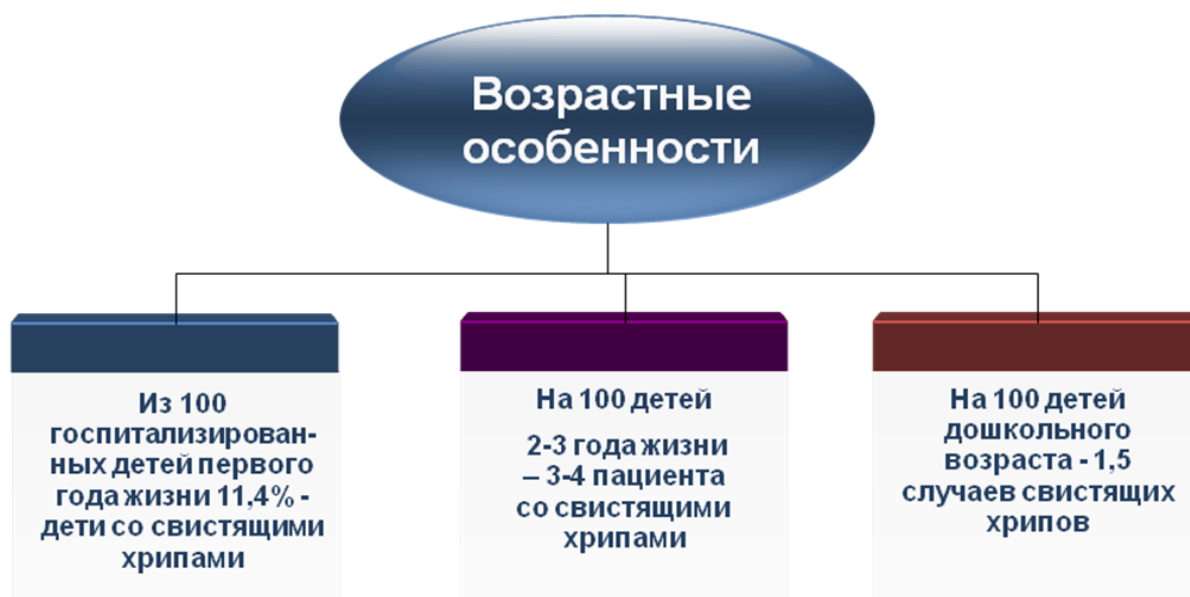 Возрастные
особенности
Из 100
госпитализирован-
ных детей первого
года жизни 11,4% -
дети со свистящими
хрипами
На 100 детей
2-3 года жизни
– 3-4 пациента
со свистящими
хрипами
На 100 детей
дошкольного
возраста - 1,5
случаев свистящих
хрипов